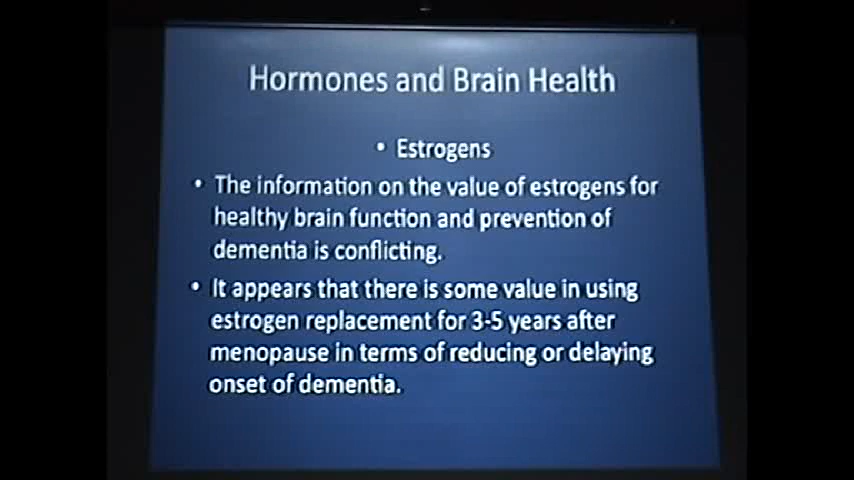 Hormones and Brain Health
• Estrogens
• The information on the value of estrogens for
healthy brain function and prevention of
dementia is conflicting.
• It appears that there is some value in using
estrogen replacement for 3-5 years after
menopause in terms of reducing or delaying
onset of dementia.